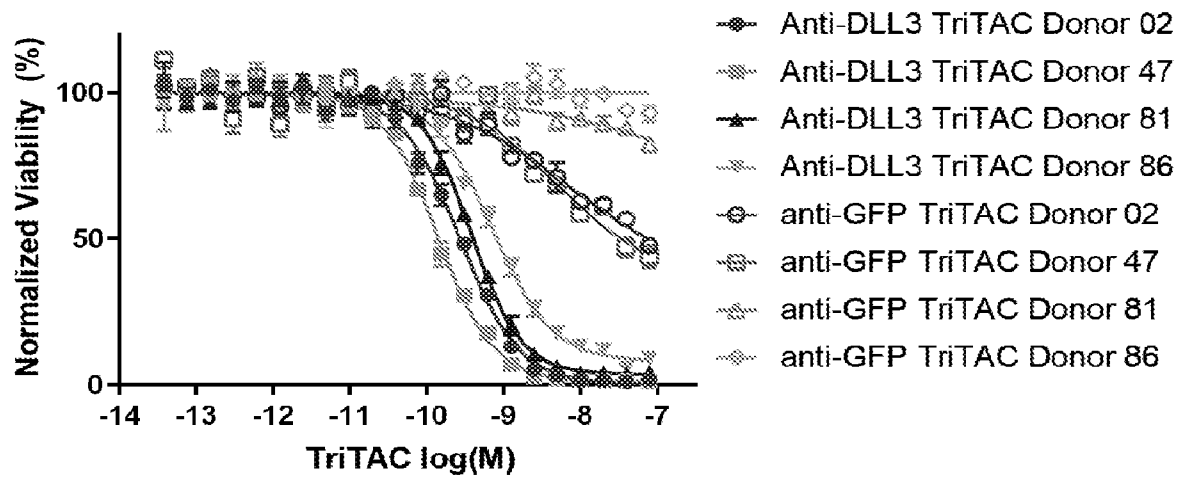 Normalized Viability (%)
100
50
0
-14 -13 -12 -11 -10 -9 -8 -7
TriTAC log(M)
Anti-DLL3 TriTAC Donor 02
Anti-DLL3 TriTAC Donor 47
Anti-DLL3 TriTAC Donor 81
Anti-DLL3 TriTAC Donor 86
anti-GFP TriTAC Donor 02
anti-GFP TriTAC Donor 47
anti-GFP TriTAC Donor 81
anti-GFP TriTAC Donor 86